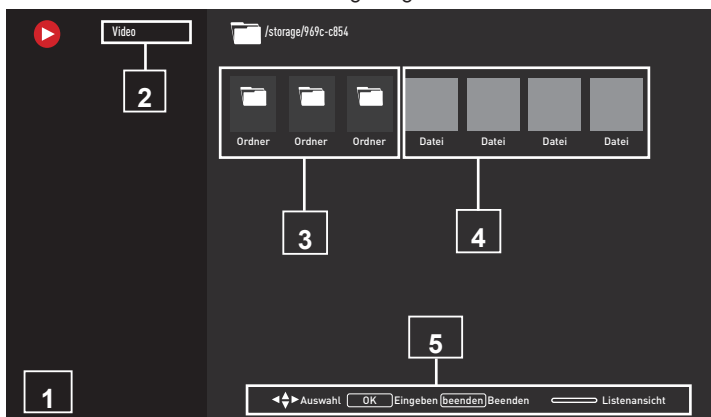 Video
/storage/969c-c854
2
Ordner Ordner Ordner Datei Datei Datei Datei
3
4
5
1
Auswahl OK Eingeben beenden Beenden Listenansicht